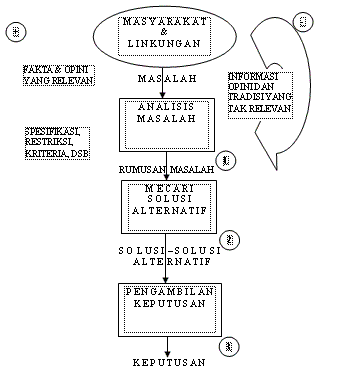 MASYARAKAT
&
LINKUNGAN
FAKTA & OPINI
YANG RELEVAN
MASALAH
INFORMASI
OPINI DAN
TRADISI YANG
TAK RELEVAN
ANALISIS
MASALAH
SPESIFIKASI,
RESTRIKSI,
KRITERIA, DSB
RUMUSAN MASALAH
MECARI
SOLUSI
ALTERNATIF
SOLUSI-SOLUSI
ALTERNATIF
PENGAMBILAN
KEPUTUSAN
KEPUTUSAN